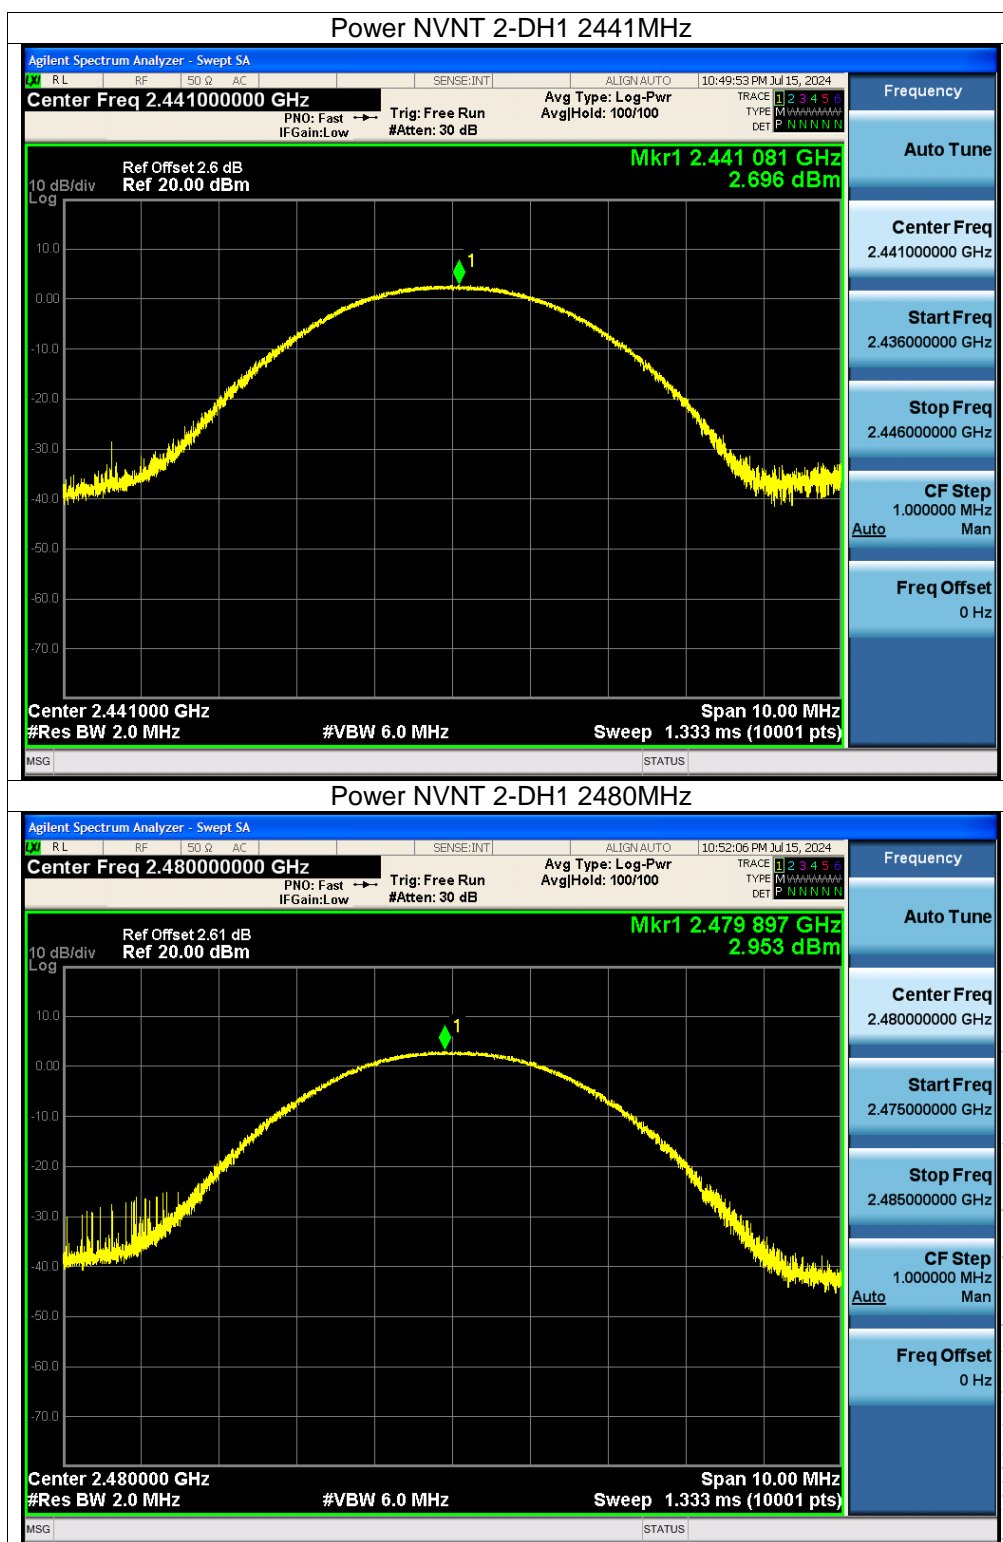 Power NVNT 2-DH1 2441MHz
Agilent Spectrum Analyzer - Swept SA
LXI RL RF 50 Ω AC SENSE:INT ALIGN AUTO 10:49:53 PM Jul 15, 2024
Center Freq 2.441000000 GHz
PNO: Fast
IFGain:Low
Trig: Free Run
#Atten: 30 dB
Avg Type: Log-Pwr
Avg|Hold: 100/100
TRACE 1 2 3 4 5 6
TYPE M WWWWW
DET P N N N N N
Frequency
Auto Tune
Mkr1 2.441 081 GHz
2.696 dBm
Ref Offset 2.6 dB
10 dB/div Ref 20.00 dBm
Log
1
10.0
0.00
-10.0
-20.0
-30.0
-40.0
-50.0
-60.0
-70.0
Center Freq
2.441000000 GHz
Start Freq
2.436000000 GHz
Stop Freq
2.446000000 GHz
CF Step
1.000000 MHz
Auto Man
Freq Offset
0 Hz
Center 2.441000 GHz Span 10.00 MHz
#Res BW 2.0 MHz #VBW 6.0 MHz Sweep 1.333 ms (10001 pts)
MSG STATUS
Power NVNT 2-DH1 2480MHz
Agilent Spectrum Analyzer - Swept SA
LXI RL RF 50 Ω AC SENSE:INT ALIGN AUTO 10:52:06 PM Jul 15, 2024
Center Freq 2.480000000 GHz
PNO: Fast
IFGain:Low
Trig: Free Run
#Atten: 30 dB
Avg Type: Log-Pwr
Avg|Hold: 100/100
TRACE 1 2 3 4 5 6
TYPE M WWWWW
DET P N N N N N
Frequency
Auto Tune
Mkr1 2.479 897 GHz
2.953 dBm
Ref Offset 2.61 dB
10 dB/div Ref 20.00 dBm
Log
1
10.0
0.00
-10.0
-20.0
-30.0
-40.0
-50.0
-60.0
-70.0
Center Freq
2.480000000 GHz
Start Freq
2.475000000 GHz
Stop Freq
2.485000000 GHz
CF Step
1.000000 MHz
Auto Man
Freq Offset
0 Hz
Center 2.480000 GHz Span 10.00 MHz
#Res BW 2.0 MHz #VBW 6.0 MHz Sweep 1.333 ms (10001 pts)
MSG STATUS